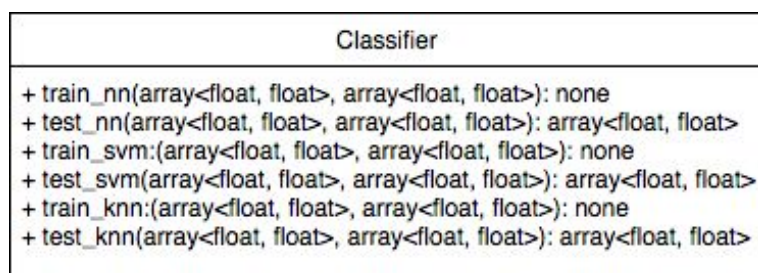 Classifier
+ train_nn(array<float, float>, array<float, float>): none
+ test_nn(array<float, float>, array<float, float>): array<float, float>
+ train_svm:(array<float, float>, array<float, float>): none
+ test_svm(array<float, float>, array<float, float>): array<float, float>
+ train_knn:(array<float, float>, array<float, float>): none
+ test_knn(array<float, float>, array<float, float>): array<float, float>